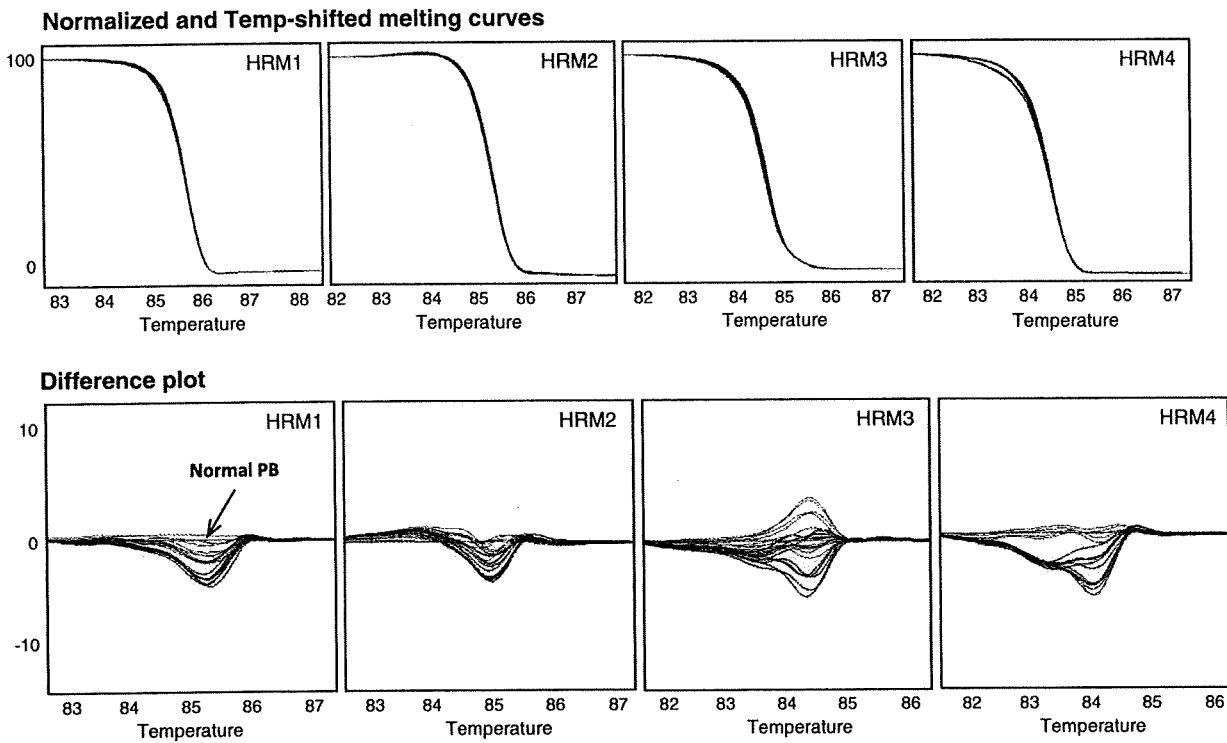 Normalized and Temp-shifted melting curves
HRM1 HRM2 HRM3 HRM4
100
0
83 84 85 86 87 88 82 83 84 85 86 87 82 83 84 85 86 87 82 83 84 85 86 87
Temperature Temperature Temperature Temperature
Difference plot
HRM1 HRM2 HRM3 HRM4
10
Normal PB
0
-10
83 84 85 86 87 83 84 85 86 87 82 83 84 85 86 82 83 84 85 86
Temperature Temperature Temperature Temperature